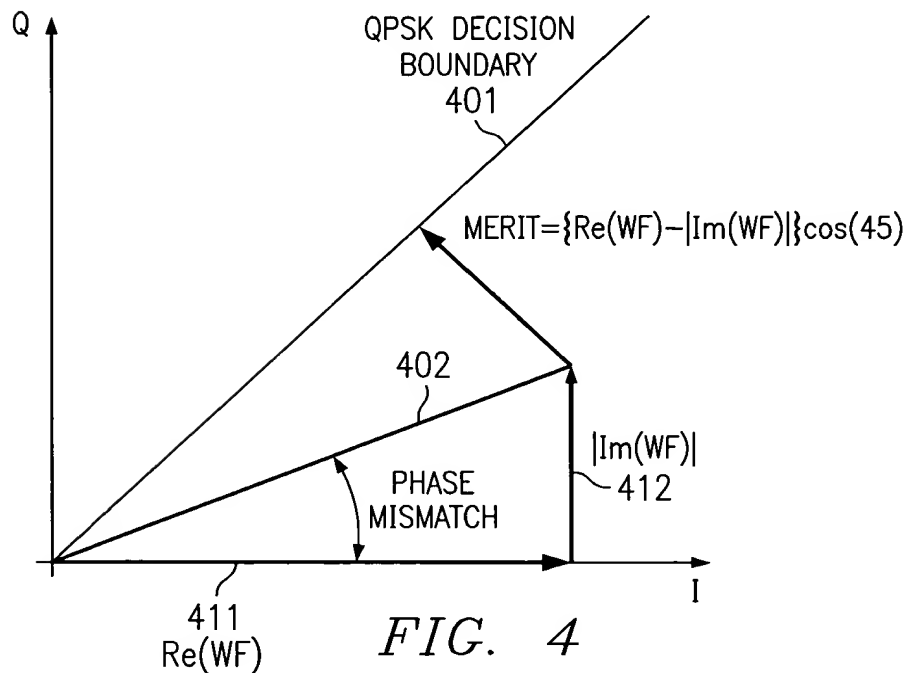 Q
QPSK DECISION
BOUNDARY
401
MERIT={Re(WF)-|Im(WF)|}cos(45)
402
|Im(WF)|
412
PHASE
MISMATCH
I
411
Re(WF)
FIG. 4